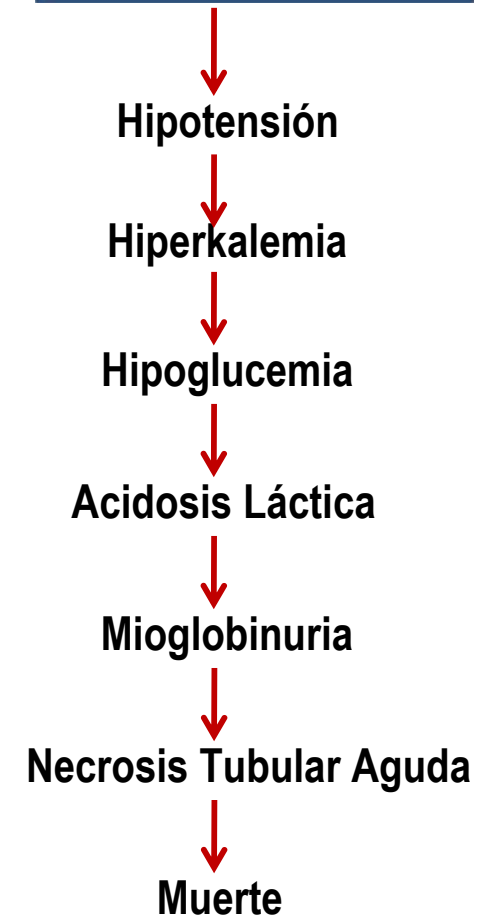 Hipotensión
Hiperkalemia
Hipoglucemia
Acidosis Láctica
Mioglobinuria
Necrosis Tubular Aguda
Muerte